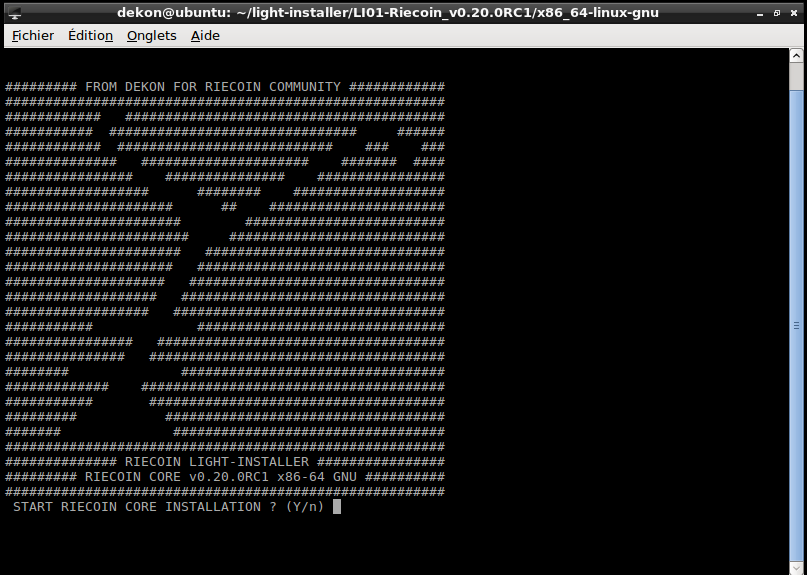 dekon@ubuntu: ~/light-installer/LI01-Riecoin_v0.20.0RC1/x86_64-linux-gnu
Fichier Édition Onglets Aide
######### FROM DEKON FOR RIECOIN COMMUNITY ############
############## RIECOIN LIGHT-INSTALLER ################
######### RIECOIN CORE v0.20.0RC1 x86-64 GNU ##########
START RIECOIN CORE INSTALLATION ? (Y/n)